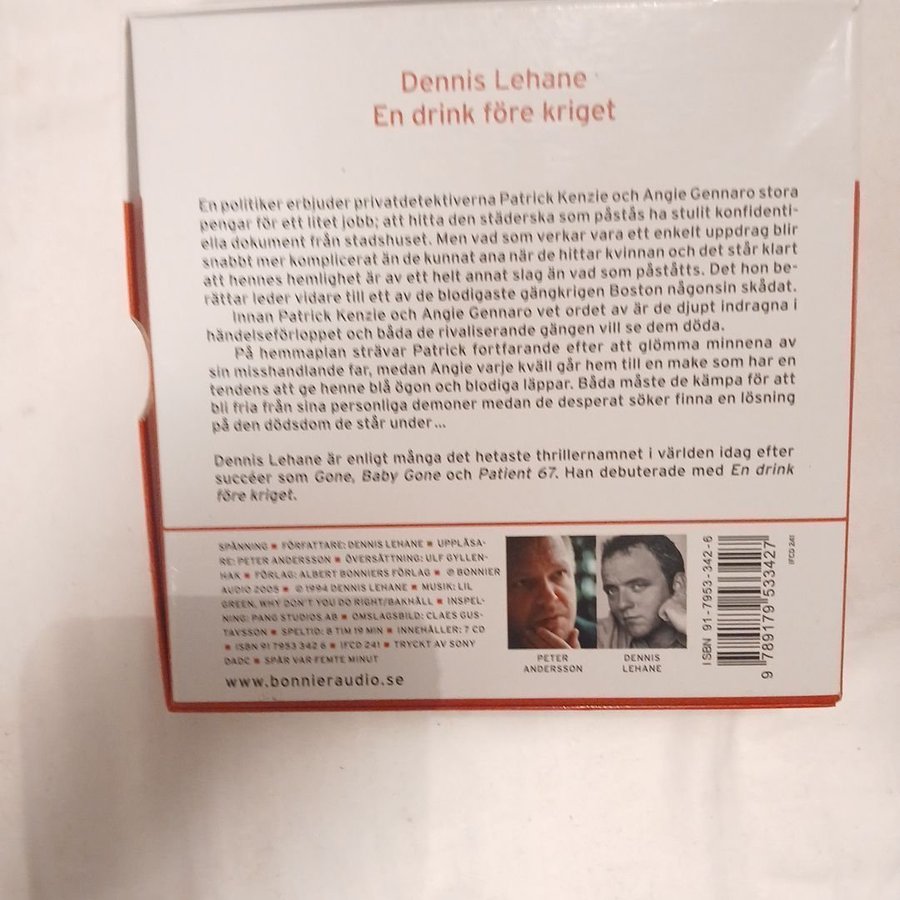 Dennis Lehane
En drink före kriget
En politiker erbjuder privatdetektiverna Patrick Kenzie och Angie Gennaro stora
pengar för ett litet jobb; att hitta den städerska som påstås ha stulit konfidenti-
ella dokument från stadshuset. Men vad som verkar vara ett enkelt uppdrag blir
snabbt mer komplicerat än de kunnat ana när de hittar kvinnan och det står klart
att hennes hemlighet är av ett helt annat slag än vad som påståtts. Det hon be-
rättar leder vidare till ett av de blodigaste gängkrigen Boston någonsin skådat.
Innan Patrick Kenzie och Angie Gennaro vet ordet av är de djupt indragna i
händelseförloppet och båda de rivaliserande gängen vill se dem döda.
På hemmaplan strävar Patrick fortfarande efter att glömma minnena av
sin misshandlande far, medan Angie varje kväll går hem till en make som har en
tendens att ge henne blå ögon och blodiga läppar. Båda måste de kämpa för att
bli fria från sina personliga demoner medan de desperat söker finna en lösning
på den dödsdom de står under...
Dennis Lehane är enligt många det hetaste thrillernamnet i världen idag efter
succéer som Gone, Baby Gone och Patient 67. Han debuterade med En drink
före kriget.
SPÄNNING ■ FÖRFATTARE: DENNIS LEHANE ■ UPPLÄSA-
RE: PETER ANDERSSON ■ ÖVERSÄTTNING: ULF GYLLEN-
HAK ■ FÖRLAG: ALBERT BONNIERS FÖRLAG ■ ℗ BONNIER
AUDIO 2005 ■ © 1994 DENNIS LEHANE ■ MUSIK: LIL
GREEN, WHY DON'T YOU DO RIGHT/BAKHÅLL ■ INSPEL-
NING: PANG STUDIOS AB ■ OMSLAGSBILD: CLAES GUS-
TAVSSON ■ SPELTID: 8 TIM 19 MIN ■ INNEHÅLLER: 7 CD
■ ISBN 91 7953 342 6 ■ IFCD 241 ■ TRYCKT AV SONY
DADC ■ SPÅR VAR FEMTE MINUT
www.bonnieraudio.se
PETER
ANDERSSON
DENNIS
LEHANE
ISBN 91-7953-342-6
9 789179 533427
IFCD 241